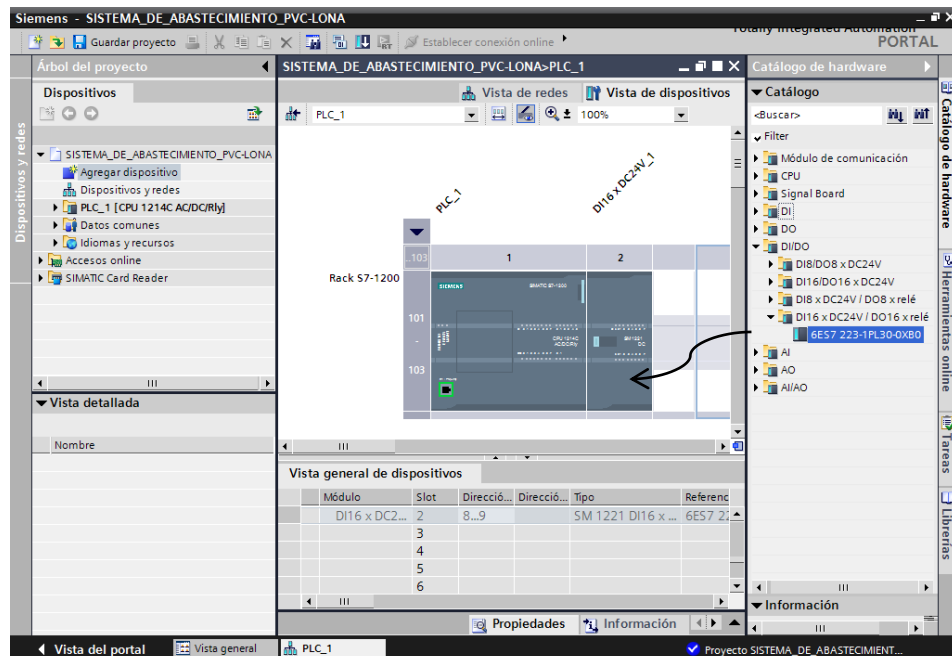 Siemens - SISTEMA_DE_ABASTECIMIENTO_PVC-LONA
Totally Integrated Automation
PORTAL
Guardar proyecto
Establecer conexión online
Árbol del proyecto
Dispositivos
Dispositivos y redes
SISTEMA_DE_ABASTECIMIENTO_PVC-LONA
Agregar dispositivo
Dispositivos y redes
PLC_1 [CPU 1214C AC/DC/Rly]
Datos comunes
Idiomas y recursos
Accesos online
SIMATIC Card Reader
Vista detallada
Nombre
SISTEMA_DE_ABASTECIMIENTO_PVC-LONA>PLC_1
Vista de redes
Vista de dispositivos
PLC_1
100%
PLC_1
DI16 x DC24V_1
..103
1
2
Rack S7-1200
101
-
103
SIEMENS
SIMATIC S7-1200
CPU 1214C
AC/DC/Rly
SM 1221
DC
Vista general de dispositivos
Módulo Slot Direcció... Direcció... Tipo Referenc
DI16 x DC2... 2 8...9 SM 1221 DI16 x ... 6ES7 22
3
4
5
6
Propiedades
Información
Catálogo de hardware
Catálogo
<Buscar>
Filter
Módulo de comunicación
CPU
Signal Board
DI
DO
DI/DO
DI8/DO8 x DC24V
DI16/DO16 x DC24V
DI8 x DC24V / DO8 x relé
DI16 x DC24V / DO16 x relé
6ES7 223-1PL30-0XB0
AI
AO
AI/AO
Información
Catálogo de hardware
Herramientas online
Tareas
Librerías
Vista del portal
Vista general
PLC_1
Proyecto SISTEMA_DE_ABASTECIMIENT...